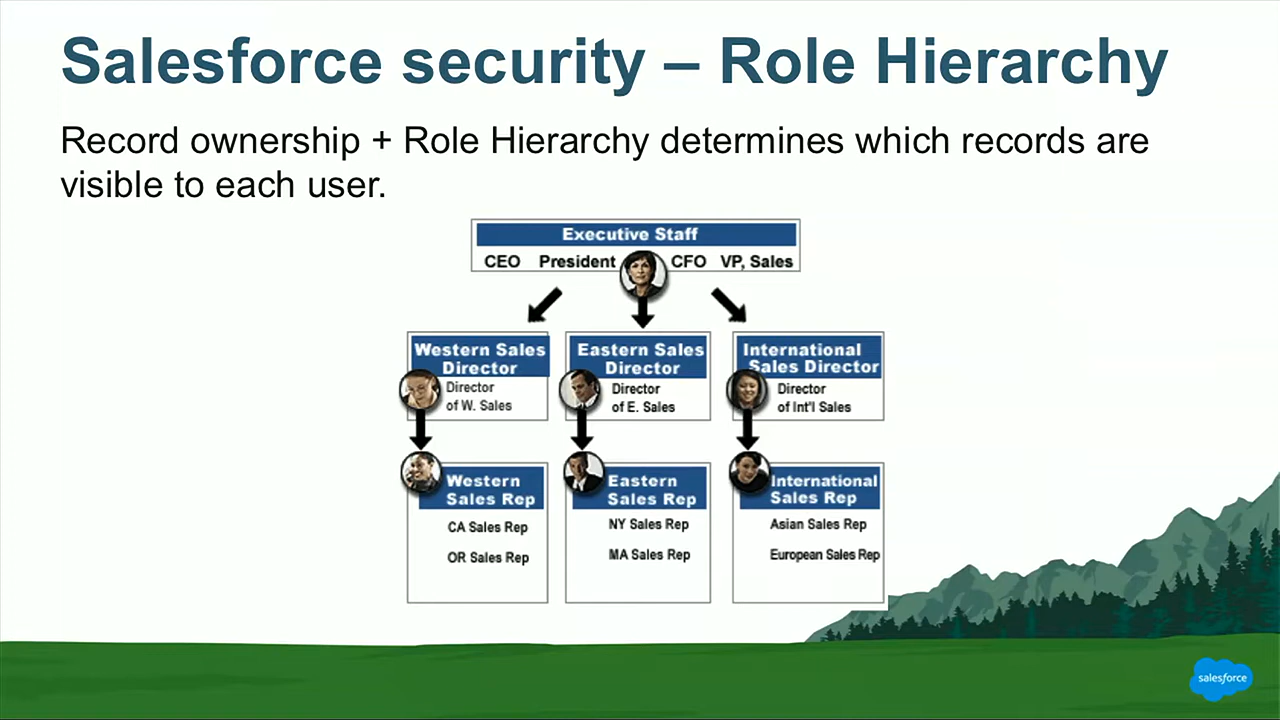 Salesforce security – Role Hierarchy
Record ownership + Role Hierarchy determines which records are
visible to each user.
Executive Staff
CEO President CFO VP, Sales
Western Sales
Director
Director
of W. Sales
Eastern Sales
Director
Director
of E. Sales
International
Sales Director
Director
of Int'l Sales
Western
Sales Rep
CA Sales Rep
OR Sales Rep
Eastern
Sales Rep
NY Sales Rep
MA Sales Rep
International
Sales Rep
Asian Sales Rep
European Sales Rep
salesforce